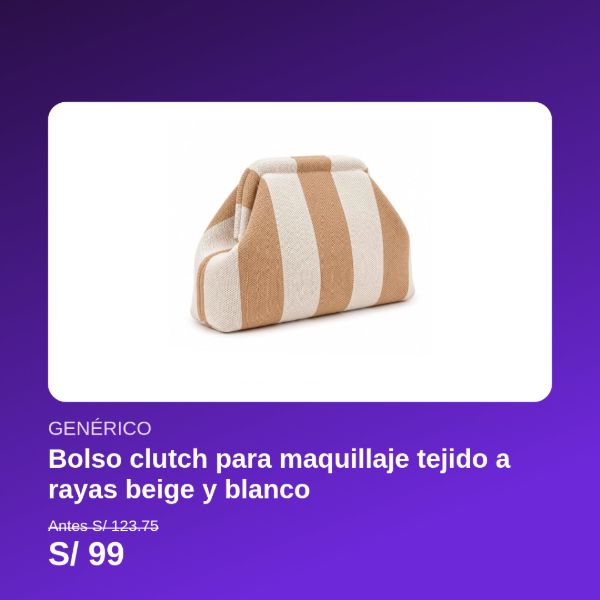 GENÉRICO
Bolso clutch para maquillaje tejido a
rayas beige y blanco
Antes S/ 123.75
S/ 99